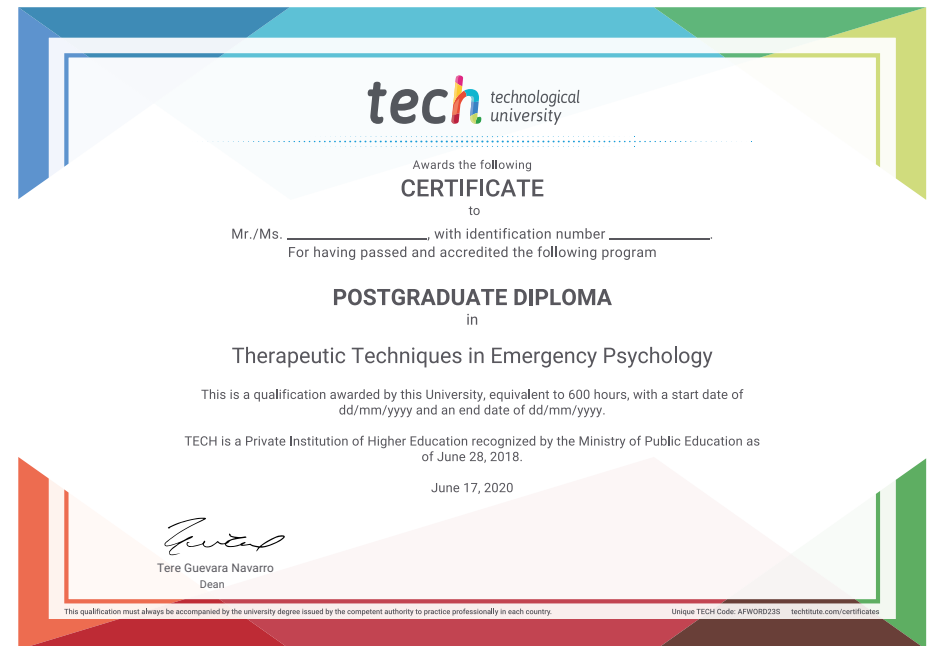 tech technological
university
Awards the following
CERTIFICATE
to
Mr./Ms. ____________________, with identification number ______________.
For having passed and accredited the following program
POSTGRADUATE DIPLOMA
in
Therapeutic Techniques in Emergency Psychology
This is a qualification awarded by this University, equivalent to 600 hours, with a start date of
dd/mm/yyyy and an end date of dd/mm/yyyy.
TECH is a Private Institution of Higher Education recognized by the Ministry of Public Education as
of June 28, 2018.
June 17, 2020
Tere Guevara Navarro
Dean
This qualification must always be accompanied by the university degree issued by the competent authority to practice professionally in each country.
Unique TECH Code: AFWORD23S techtitute.com/certificates